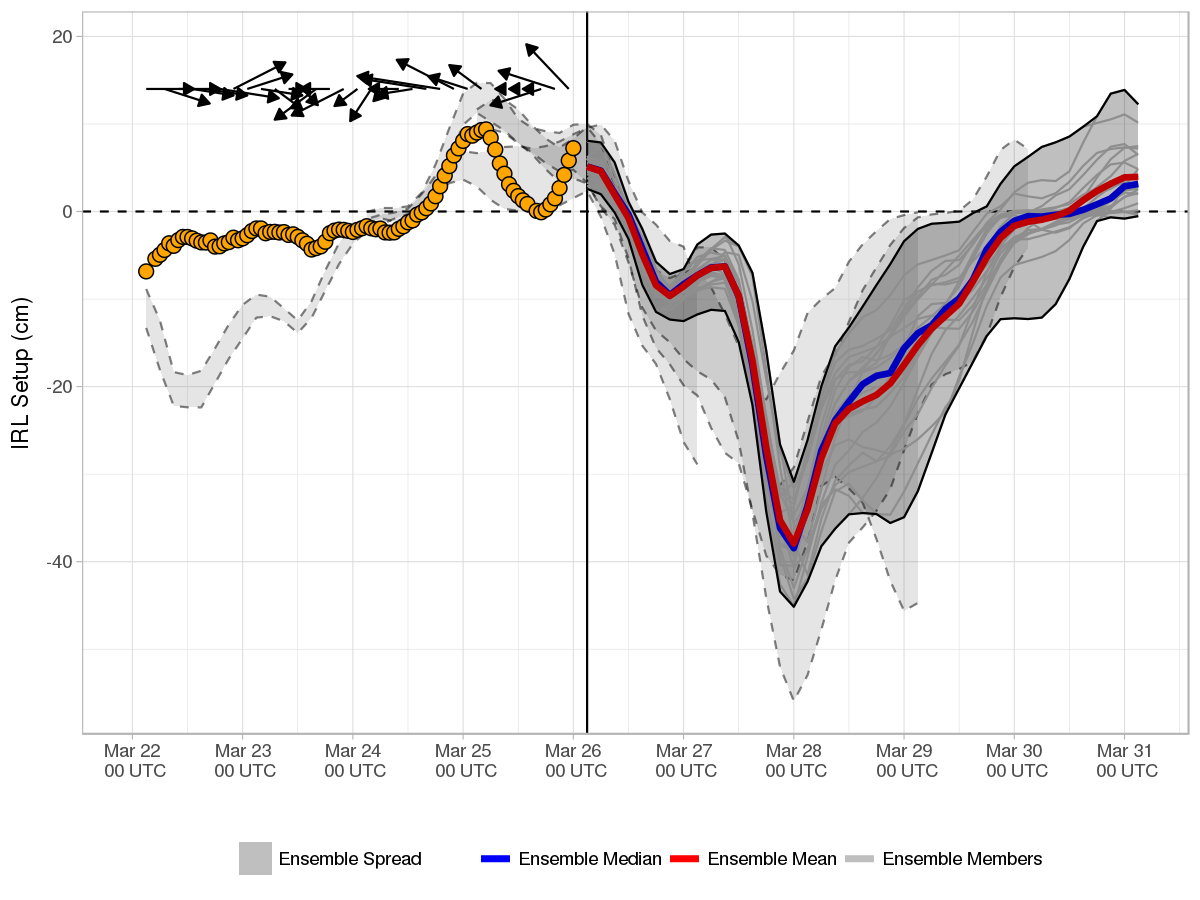 IRL Setup (cm)
20
0
-20
-40
Mar 22 Mar 23 Mar 24 Mar 25 Mar 26 Mar 27 Mar 28 Mar 29 Mar 30 Mar 31
00 UTC 00 UTC 00 UTC 00 UTC 00 UTC 00 UTC 00 UTC 00 UTC 00 UTC 00 UTC
Ensemble Spread Ensemble Median Ensemble Mean Ensemble Members